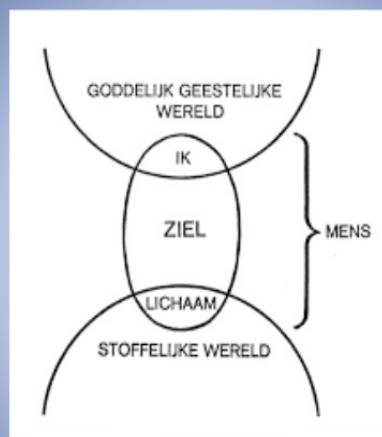 GODDELIJK GEESTELIJKE
WERELD
IK
ZIEL
MENS
LICHAAM
STOFFELIJKE WERELD